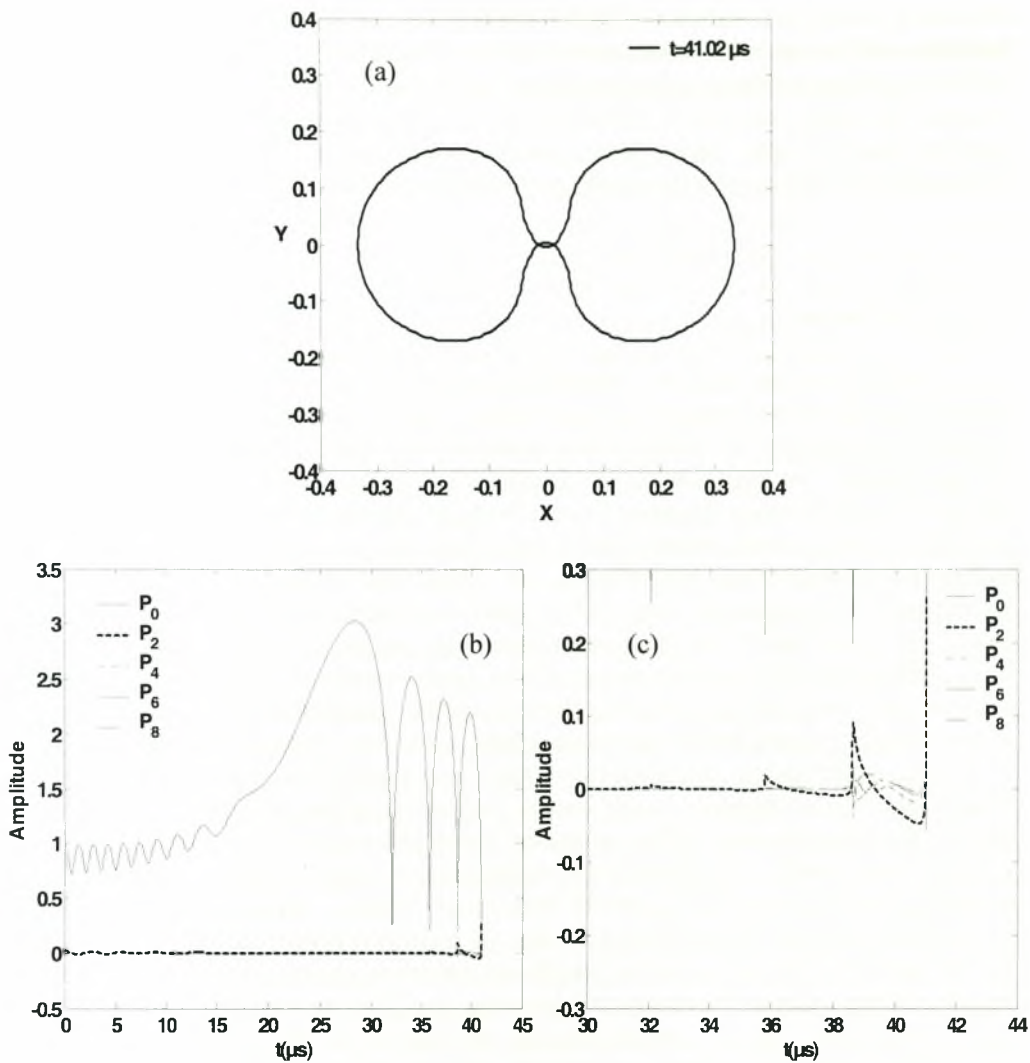 0.4
0.3
0.2
0.1
0
-0.1
-0.2
-0.3
-0.4
Y
(a)
t=41.02 µs
-0.4 -0.3 -0.2 -0.1 0 0.1 0.2 0.3 0.4
X
3.5
3
2.5
2
1.5
1
0.5
0
-0.5
Amplitude
P0
P2
P4
P6
P8
(b)
0 5 10 15 20 25 30 35 40 45
t(µs)
0.3
0.2
0.1
0
-0.1
-0.2
-0.3
Amplitude
(c)
P0
P2
P4
P6
P8
30 32 34 36 38 40 42 44
t(µs)